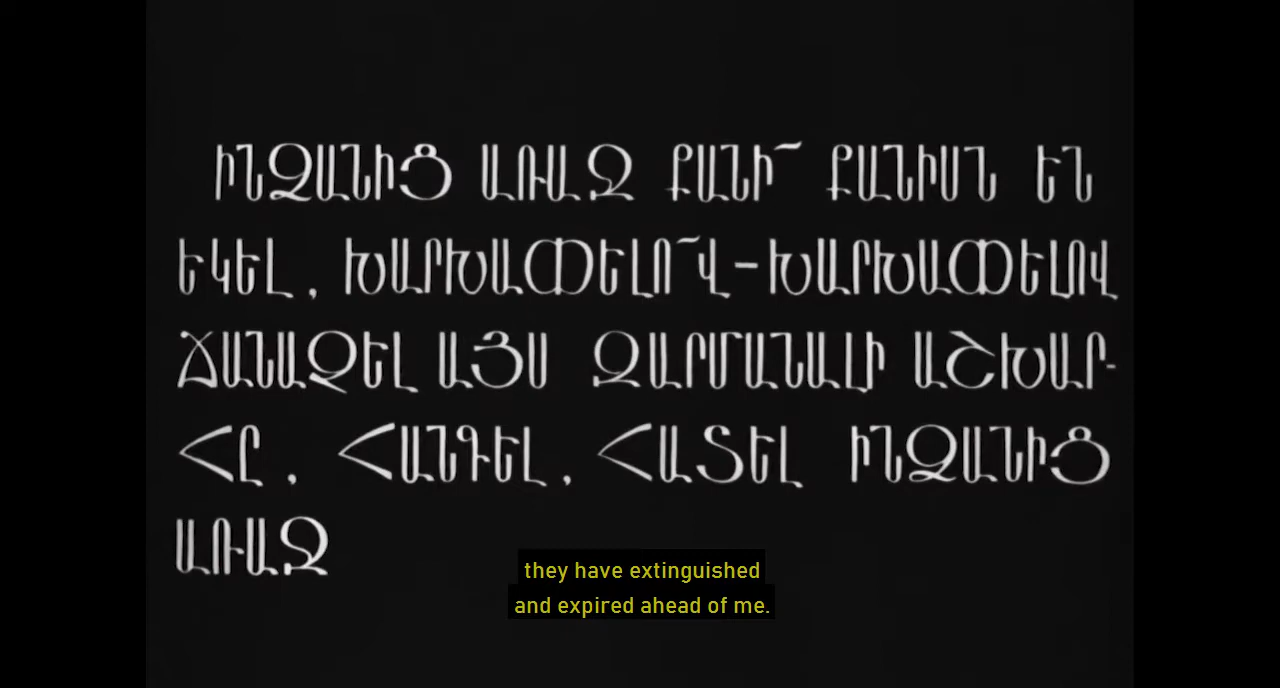 ԻՆՁԱՆԻՑ ԱՌԱՋ ՔԱՆԻ՜ ՔԱՆԻՍՆ ԵՆ
ԵԿԵԼ, ԽԱՐԽԱՓԵԼՈ՜Վ-ԽԱՐԽԱՓԵԼՈՎ
ՃԱՆԱՉԵԼ ԱՅՍ ԶԱՐՄԱՆԱԼԻ ԱՇԽԱՐ-
ՀԸ, ՀԱՆԳԵԼ, ՀԱՏԵԼ ԻՆՁԱՆԻՑ
ԱՌԱՋ
they have extinguished
and expired ahead of me.